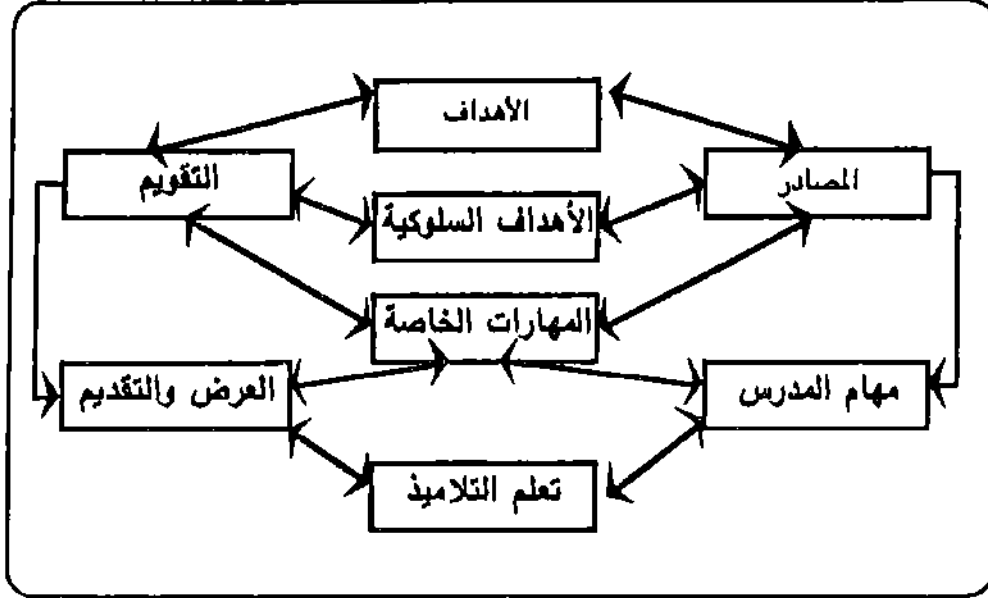 الأهداف
المصادر
التقويم
الأهداف السلوكية
المهارات الخاصة
مهام المدرس
العرض والتقديم
تعلم التلاميذ